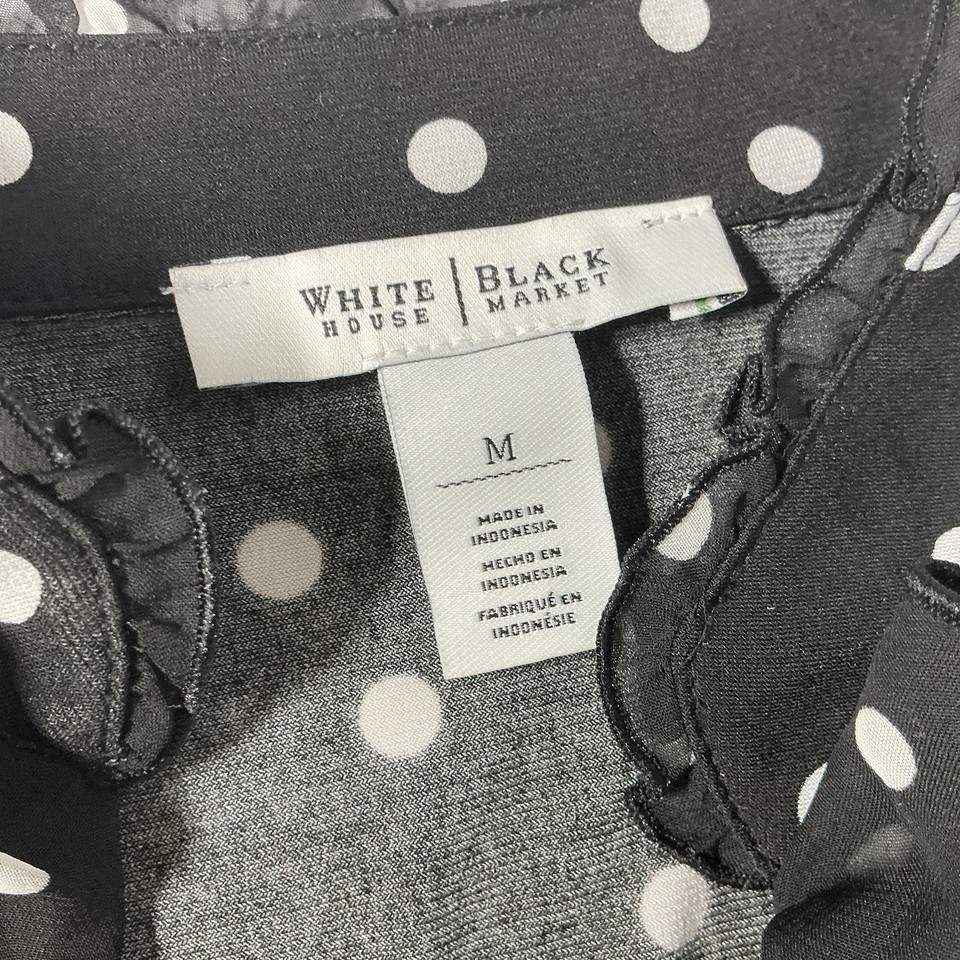 WHITE HOUSE | BLACK MARKET
M
MADE IN
INDONESIA
HECHO EN
INDONESIA
FABRIQUÉ EN
INDONÉSIE